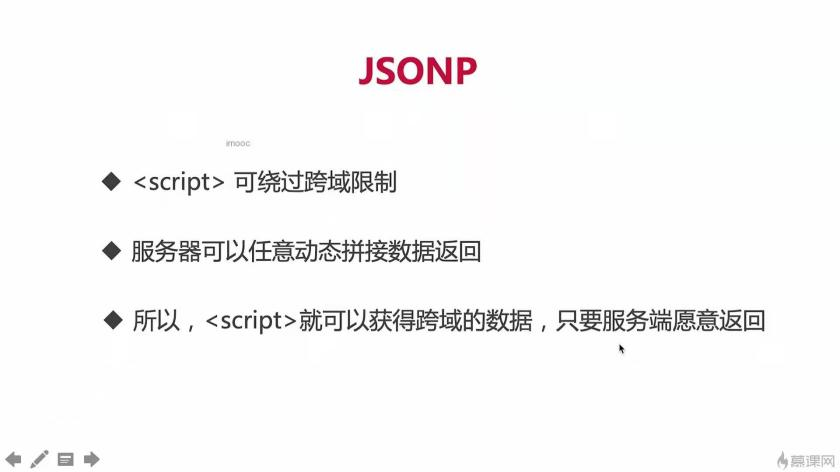 JSONP
imooc
◆ <script> 可绕过跨域限制
◆ 服务器可以任意动态拼接数据返回
◆ 所以，<script>就可以获得跨域的数据，只要服务端愿意返回
慕课网